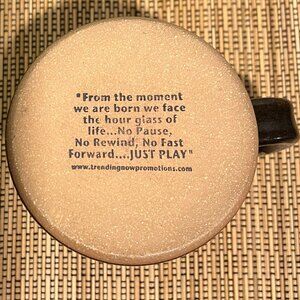 "From the moment
we are born we face
the hour glass of
life...No Pause,
No Rewind, No Fast
Forward....JUST PLAY"
www.trendingnowpromotions.com